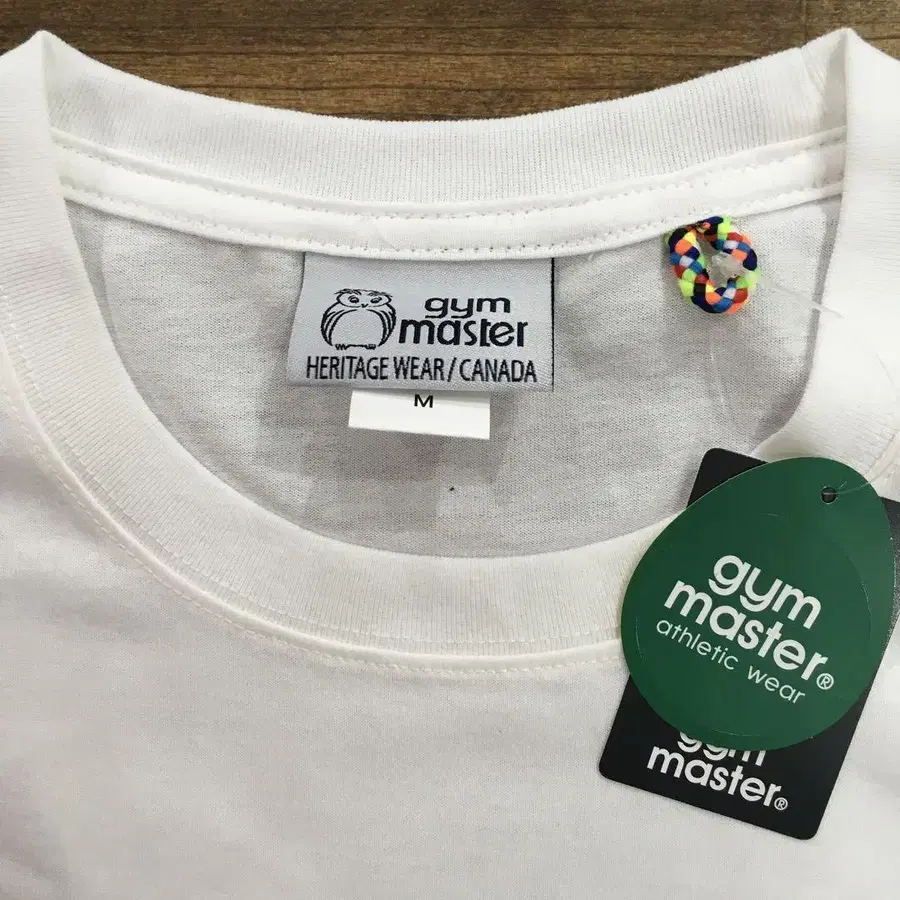 gym
master
HERITAGE WEAR/CANADA
M
gym
master®
athletic wear
gym
master®